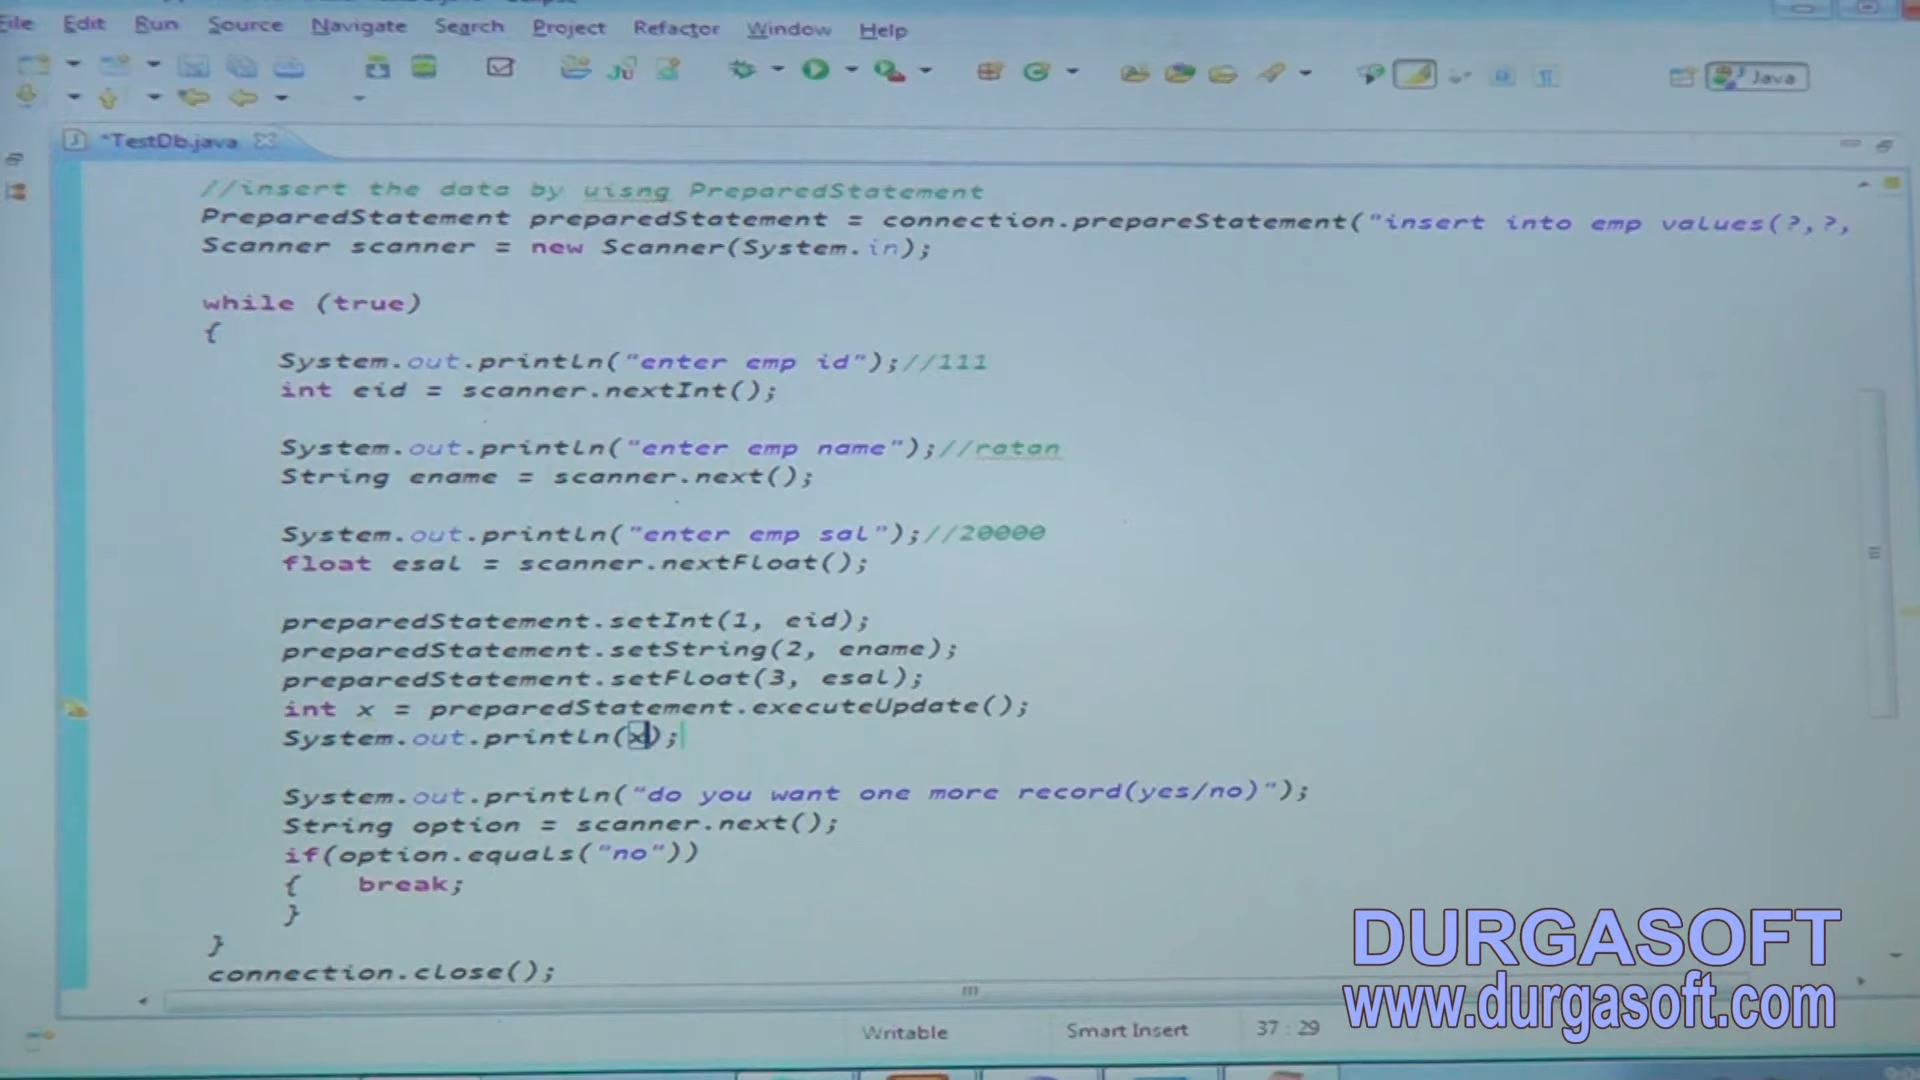 File Edit Run Source Navigate Search Project Refactor Window Help
Java
*TestDb.java
//insert the data by uisng PreparedStatement
PreparedStatement preparedStatement = connection.prepareStatement("insert into emp values(?,?,
Scanner scanner = new Scanner(System.in);
while (true)
{
System.out.println("enter emp id");//111
int eid = scanner.nextInt();
System.out.println("enter emp name");//ratan
String ename = scanner.next();
System.out.println("enter emp sal");//20000
float esal = scanner.nextFloat();
preparedStatement.setInt(1, eid);
preparedStatement.setString(2, ename);
preparedStatement.setFloat(3, esal);
int x = preparedStatement.executeUpdate();
System.out.println(x);
System.out.println("do you want one more record(yes/no)");
String option = scanner.next();
if(option.equals("no"))
{ break;
}
}
connection.close();
Writable Smart Insert 37 : 29
DURGASOFT
www.durgasoft.com